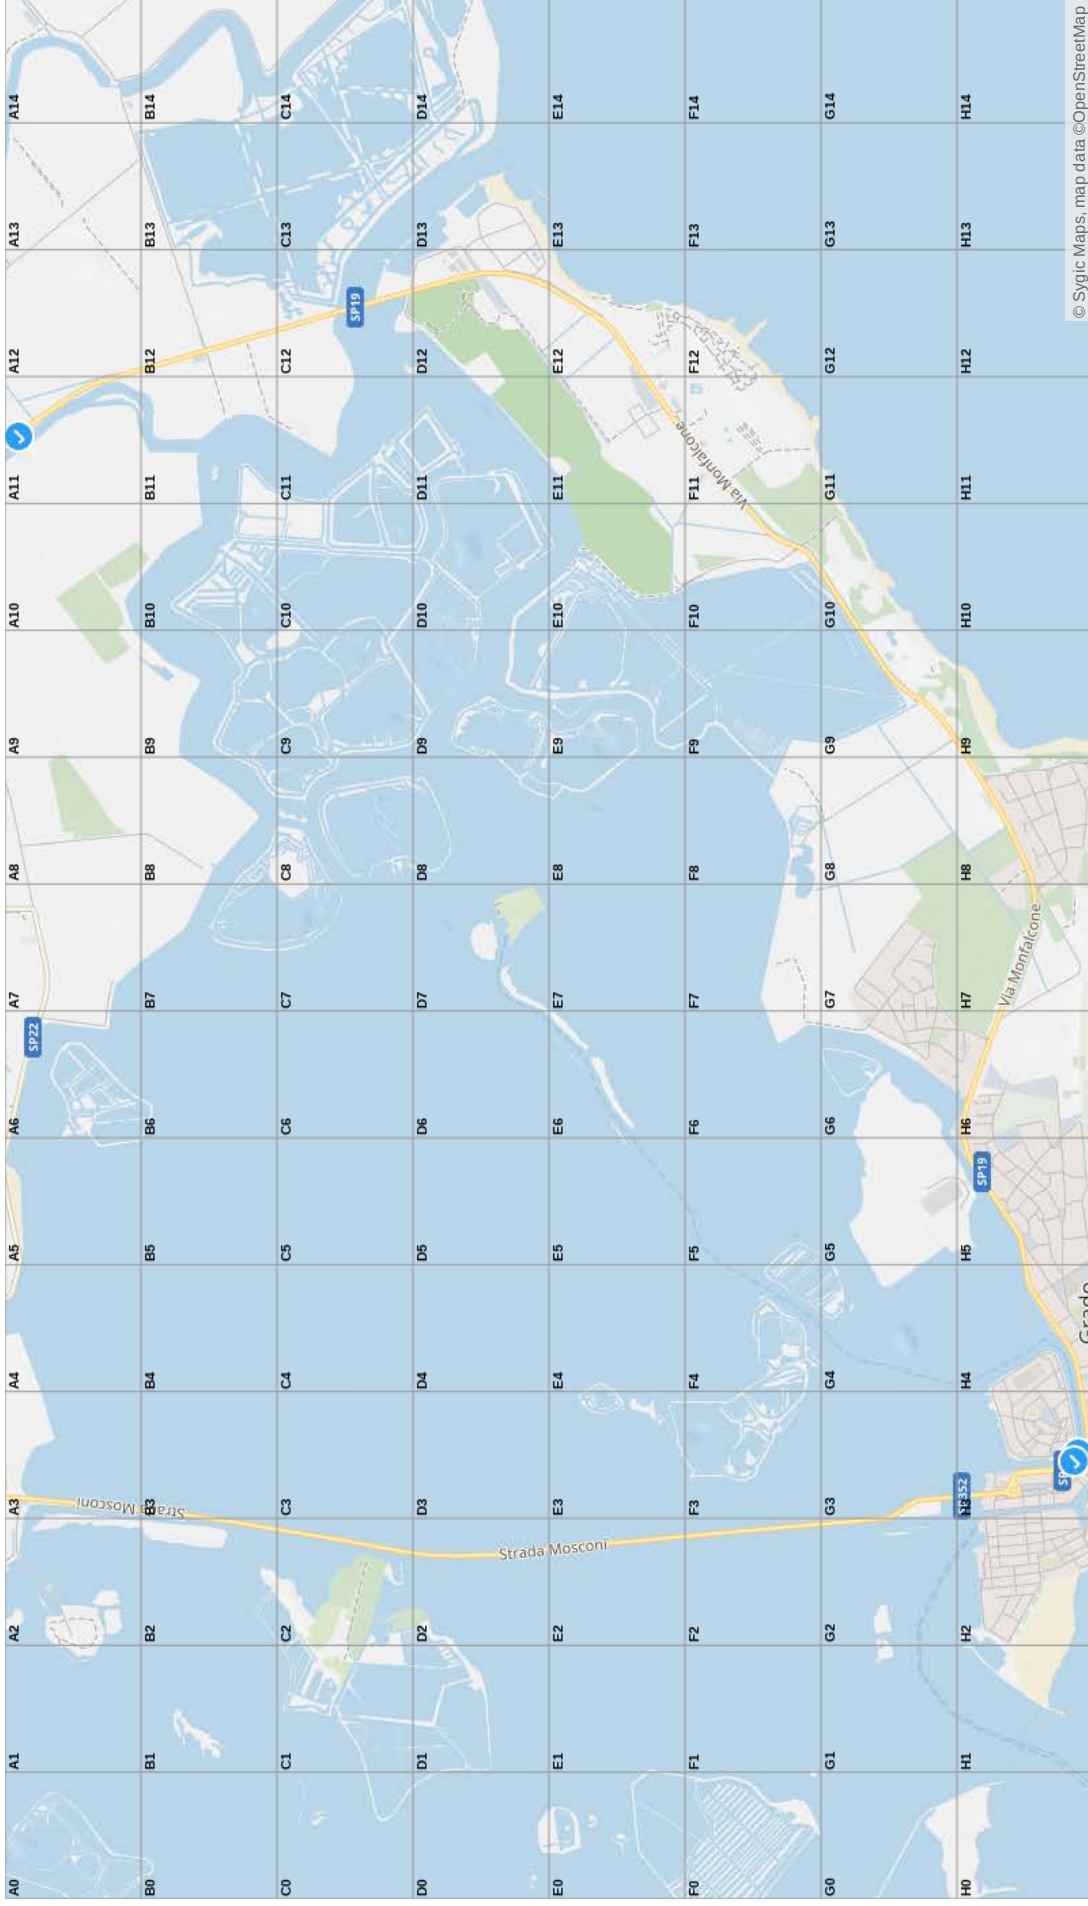 A0 A1 A2 A3 A4 A5 A6 A7 A8 A9 A10 A11 A12 A13 A14
SP22
Strada Mosconi
B0 B1 B2 B3 B4 B5 B6 B7 B8 B9 B10 B11 B12 B13 B14
C0 C1 C2 C3 C4 C5 C6 C7 C8 C9 C10 C11 C12 C13 C14
SP19
D0 D1 D2 D3 D4 D5 D6 D7 D8 D9 D10 D11 D12 D13 D14
Strada Mosconi
E0 E1 E2 E3 E4 E5 E6 E7 E8 E9 E10 E11 E12 E13 E14
F0 F1 F2 F3 F4 F5 F6 F7 F8 F9 F10 F11 F12 F13 F14
Via Monfalcone
G0 G1 G2 G3 G4 G5 G6 G7 G8 G9 G10 G11 G12 G13 G14
H0 H1 H2 H3 H4 H5 H6 H7 H8 H9 H10 H11 H12 H13 H14
SP19
Via Monfalcone
Grado
© Sygic Maps, map data ©OpenStreetMap